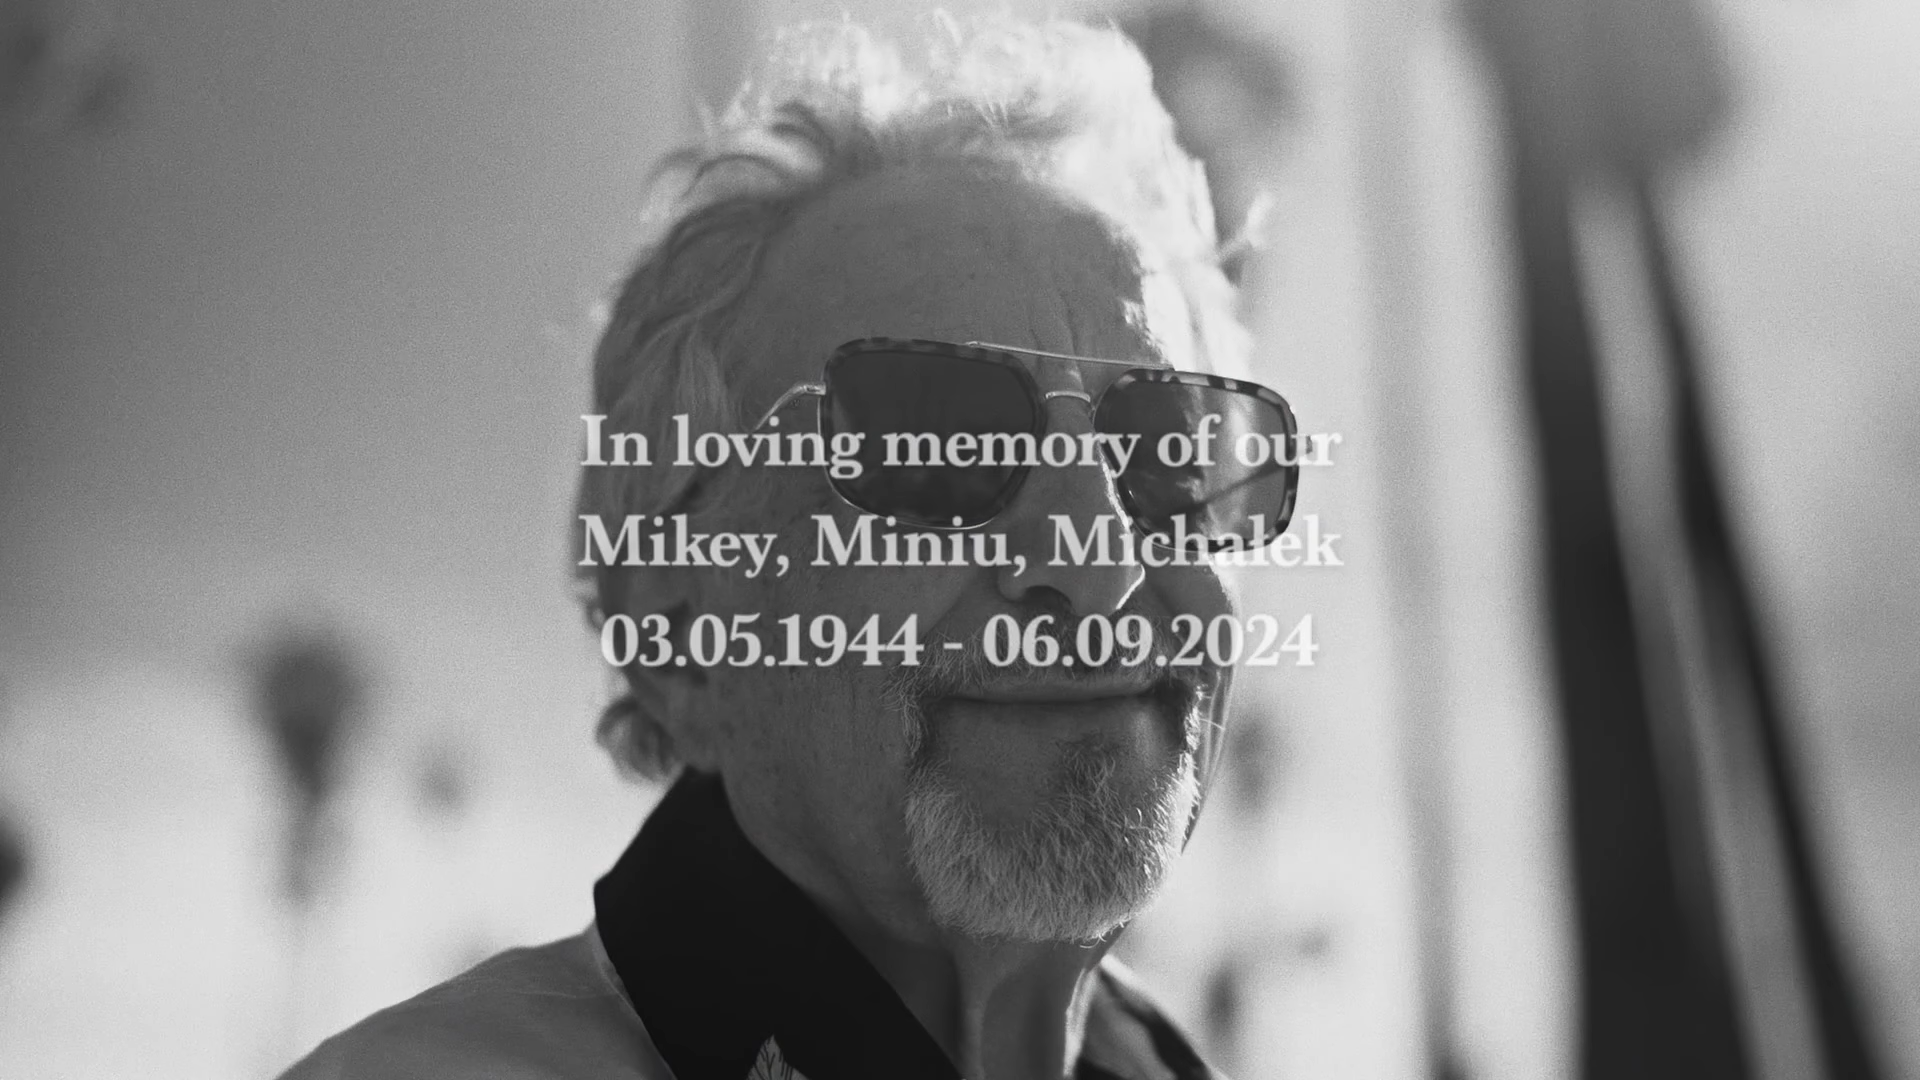 In loving memory of our
Mikey, Miniu, Michałek
03.05.1944 - 06.09.2024